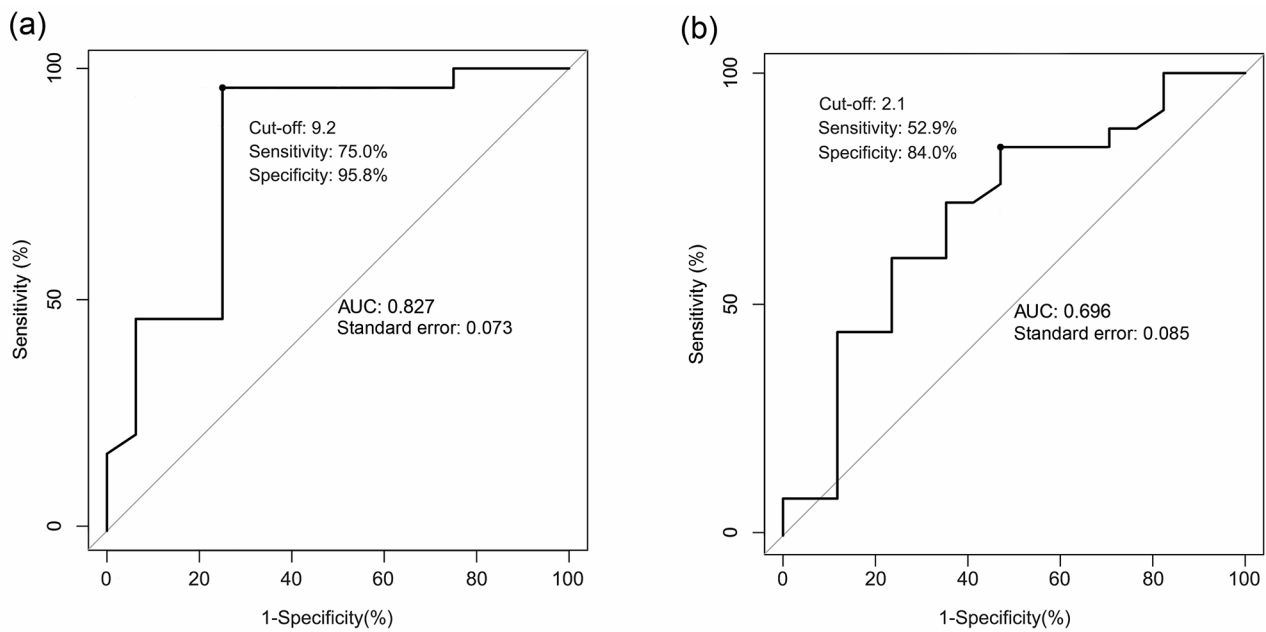 (a)
100
50
0
Sensitivity (%)
Cut-off: 9.2
Sensitivity: 75.0%
Specificity: 95.8%
AUC: 0.827
Standard error: 0.073
0 20 40 60 80 100
1-Specificity(%)
(b)
100
50
0
Sensitivity (%)
Cut-off: 2.1
Sensitivity: 52.9%
Specificity: 84.0%
AUC: 0.696
Standard error: 0.085
0 20 40 60 80 100
1-Specificity(%)